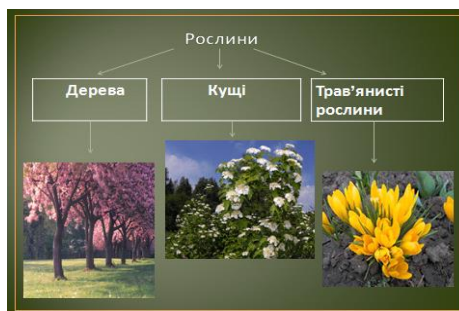 Рослини
Дерева
Кущі
Трав’янисті
рослини